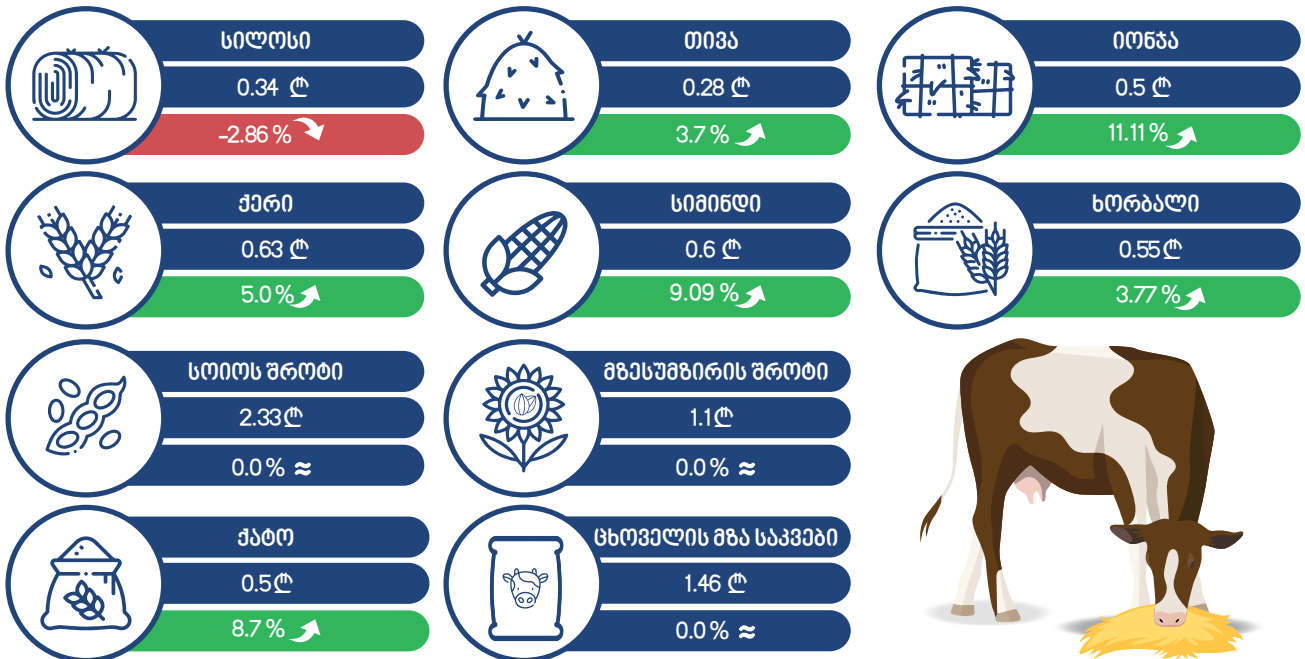 სილოსი
0.34 ₾
-2.86 %
თივა
0.28 ₾
3.7 %
იონჯა
0.5 ₾
11.11 %
ქერი
0.63 ₾
5.0 %
სიმინდი
0.6 ₾
9.09 %
ხორბალი
0.55 ₾
3.77 %
სოიოს შროტი
2.33 ₾
0.0 % ≈
მზესუმზირის შროტი
1.1 ₾
0.0 % ≈
ქატო
0.5 ₾
8.7 %
ცხოველის მზა საკვები
1.46 ₾
0.0 % ≈